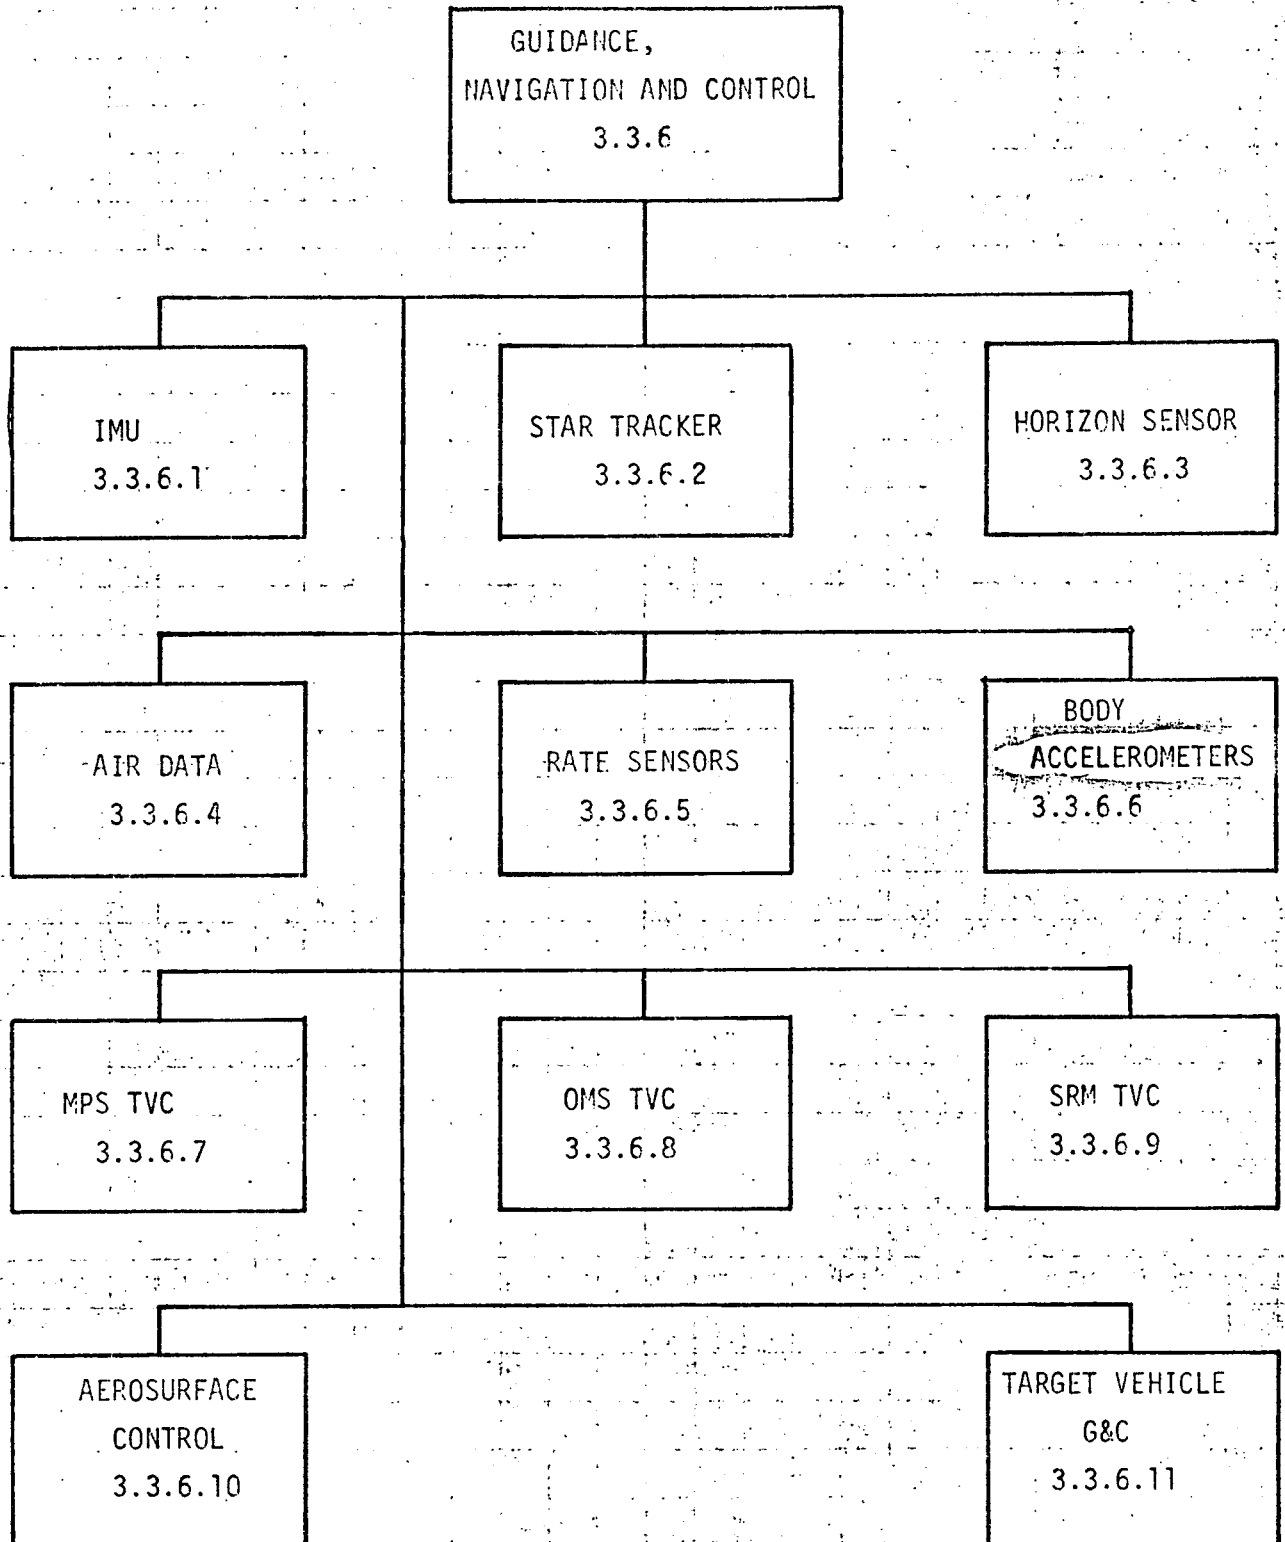 GUIDANCE,
NAVIGATION AND CONTROL
3.3.6
IMU
3.3.6.1
STAR TRACKER
3.3.6.2
HORIZON SENSOR
3.3.6.3
AIR DATA
3.3.6.4
RATE SENSORS
3.3.6.5
BODY
ACCELEROMETERS
3.3.6.6
MPS TVC
3.3.6.7
OMS TVC
3.3.6.8
SRM TVC
3.3.6.9
AEROSURFACE
CONTROL
3.3.6.10
TARGET VEHICLE
G&C
3.3.6.11